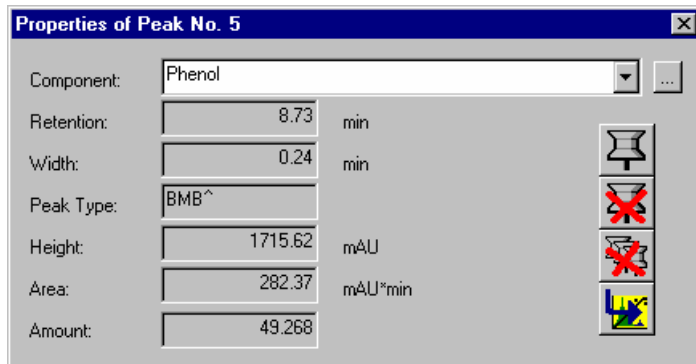 Properties of Peak No. 5
Component: Phenol ...
Retention: 8.73 min
Width: 0.24 min
Peak Type: BMB^
Height: 1715.62 mAU
Area: 282.37 mAU*min
Amount: 49.268